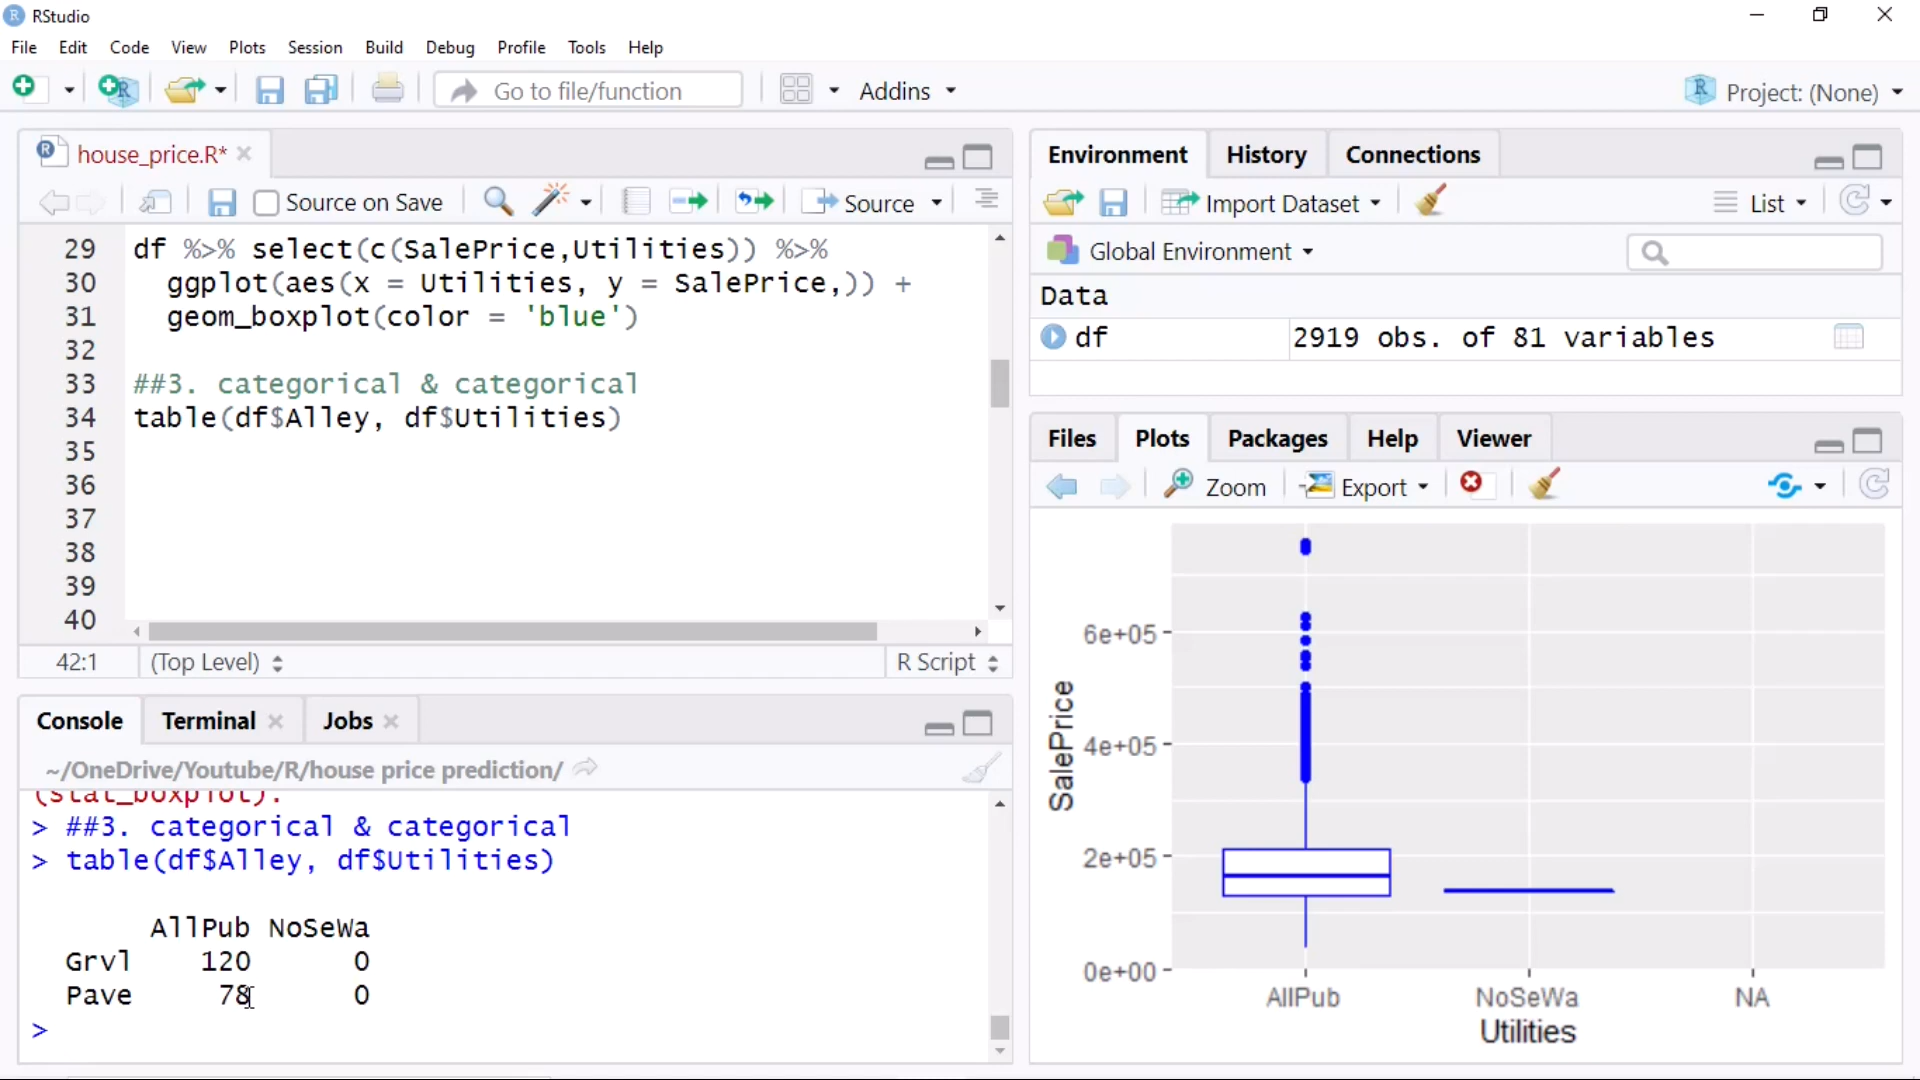 RStudio
File Edit Code View Plots Session Build Debug Profile Tools Help
Go to file/function Addins Project: (None)
house_price.R*
Source on Save Source
29 df %>% select(c(SalePrice,Utilities)) %>%
30 ggplot(aes(x = Utilities, y = SalePrice,)) +
31 geom_boxplot(color = 'blue')
32
33 ##3. categorical & categorical
34 table(df$Alley, df$Utilities)
35
36
37
38
39
40
42:1 (Top Level) R Script
Console Terminal Jobs
~/OneDrive/Youtube/R/house price prediction/
(stat_boxplot).
> ##3. categorical & categorical
> table(df$Alley, df$Utilities)
AllPub NoSeWa
Grvl 120 0
Pave 78 0
>
Environment History Connections
Import Dataset List
Global Environment
Data
df 2919 obs. of 81 variables
Files Plots Packages Help Viewer
Zoom Export
SalePrice
6e+05
4e+05
2e+05
0e+00
AllPub NoSeWa NA
Utilities